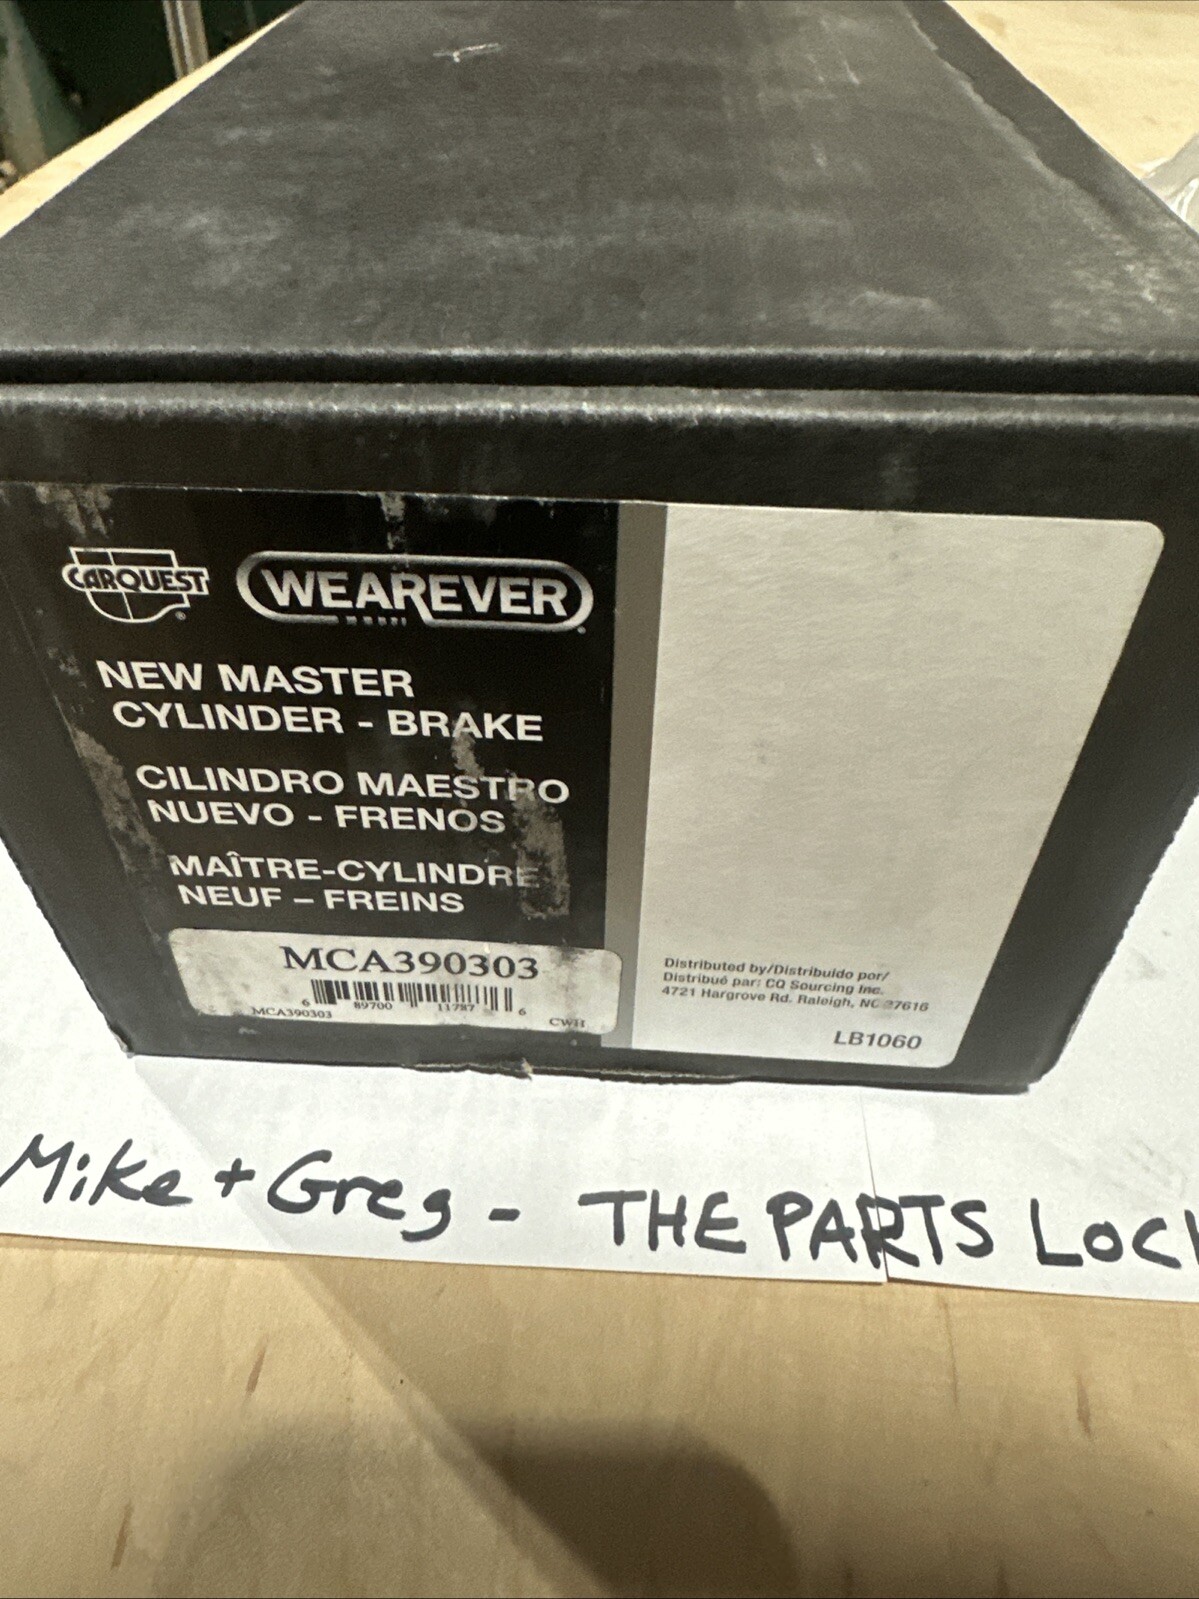 CARQUEST
WEAREVER
NEW MASTER
CYLINDER - BRAKE
CILINDRO MAESTRO
NUEVO - FRENOS
MAÎTRE-CYLINDRE
NEUF – FREINS
MCA390303
6 89700 11787 6
MCA390303
CWH
Distributed by/Distribuido por/
Distribué par: CQ Sourcing Inc.
4721 Hargrove Rd. Raleigh, NC 27616
LB1060
Mike + Greg - THE PARTS LOC